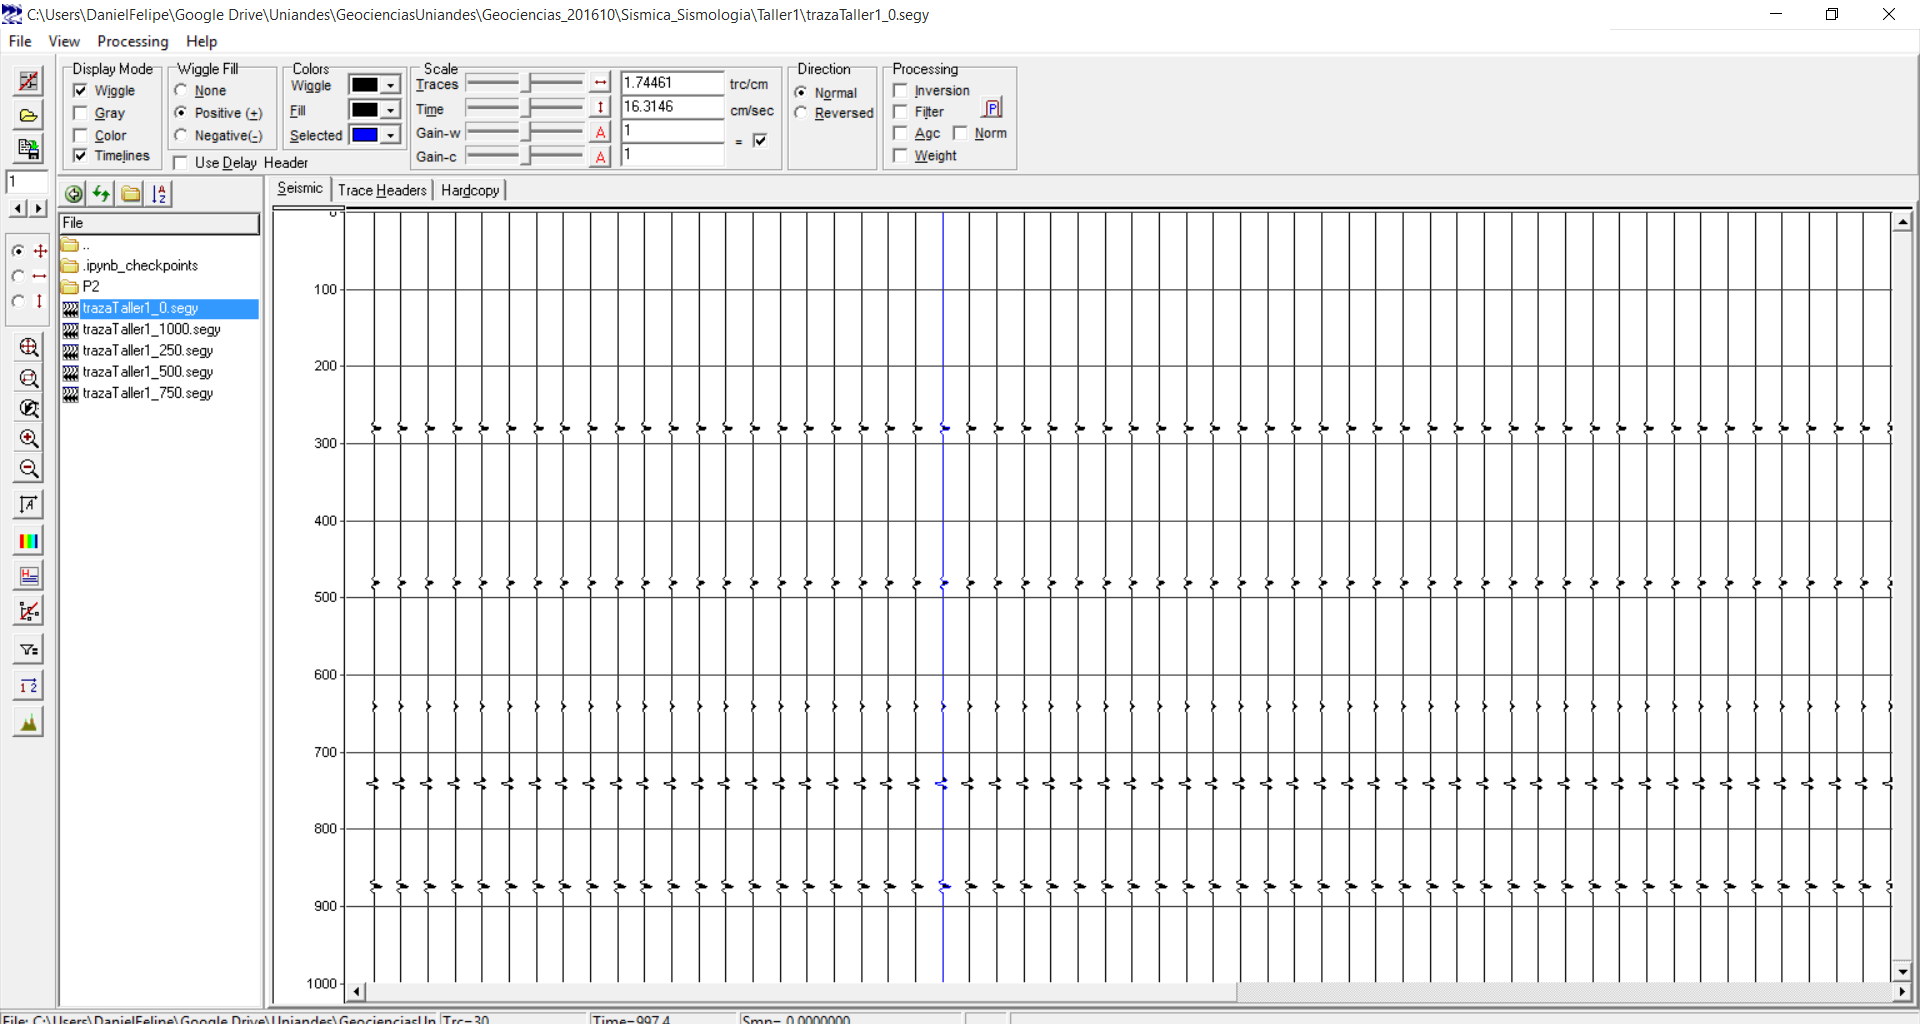 C:\Users\DanielFelipe\Google Drive\Uniandes\GeocienciasUniandes\Geociencias_201610\Sismica_Sismologia\Taller1\trazaTaller1_0.segy
File View Processing Help
Display Mode Wiggle Fill Colors Scale Direction Processing
Wiggle None Wiggle Traces 1.74461 trc/cm Normal Inversion
Gray Positive (+) Fill Time 16.3146 cm/sec Reversed Filter P
Color Negative(-) Selected Gain-w A 1 = Agc Norm
Timelines Use Delay Header Gain-c A 1 Weight
1
A
Z
Seismic Trace Headers Hardcopy
File
..
.ipynb_checkpoints
P2
trazaTaller1_0.segy
trazaTaller1_1000.segy
trazaTaller1_250.segy
trazaTaller1_500.segy
trazaTaller1_750.segy
A
H
1 2
0
100
200
300
400
500
600
700
800
900
1000
File: C:\Users\DanielFelipe\Google Drive\Uniandes\GeocienciasUn Trc=30 Time=997.4 Smp= 0.0000000